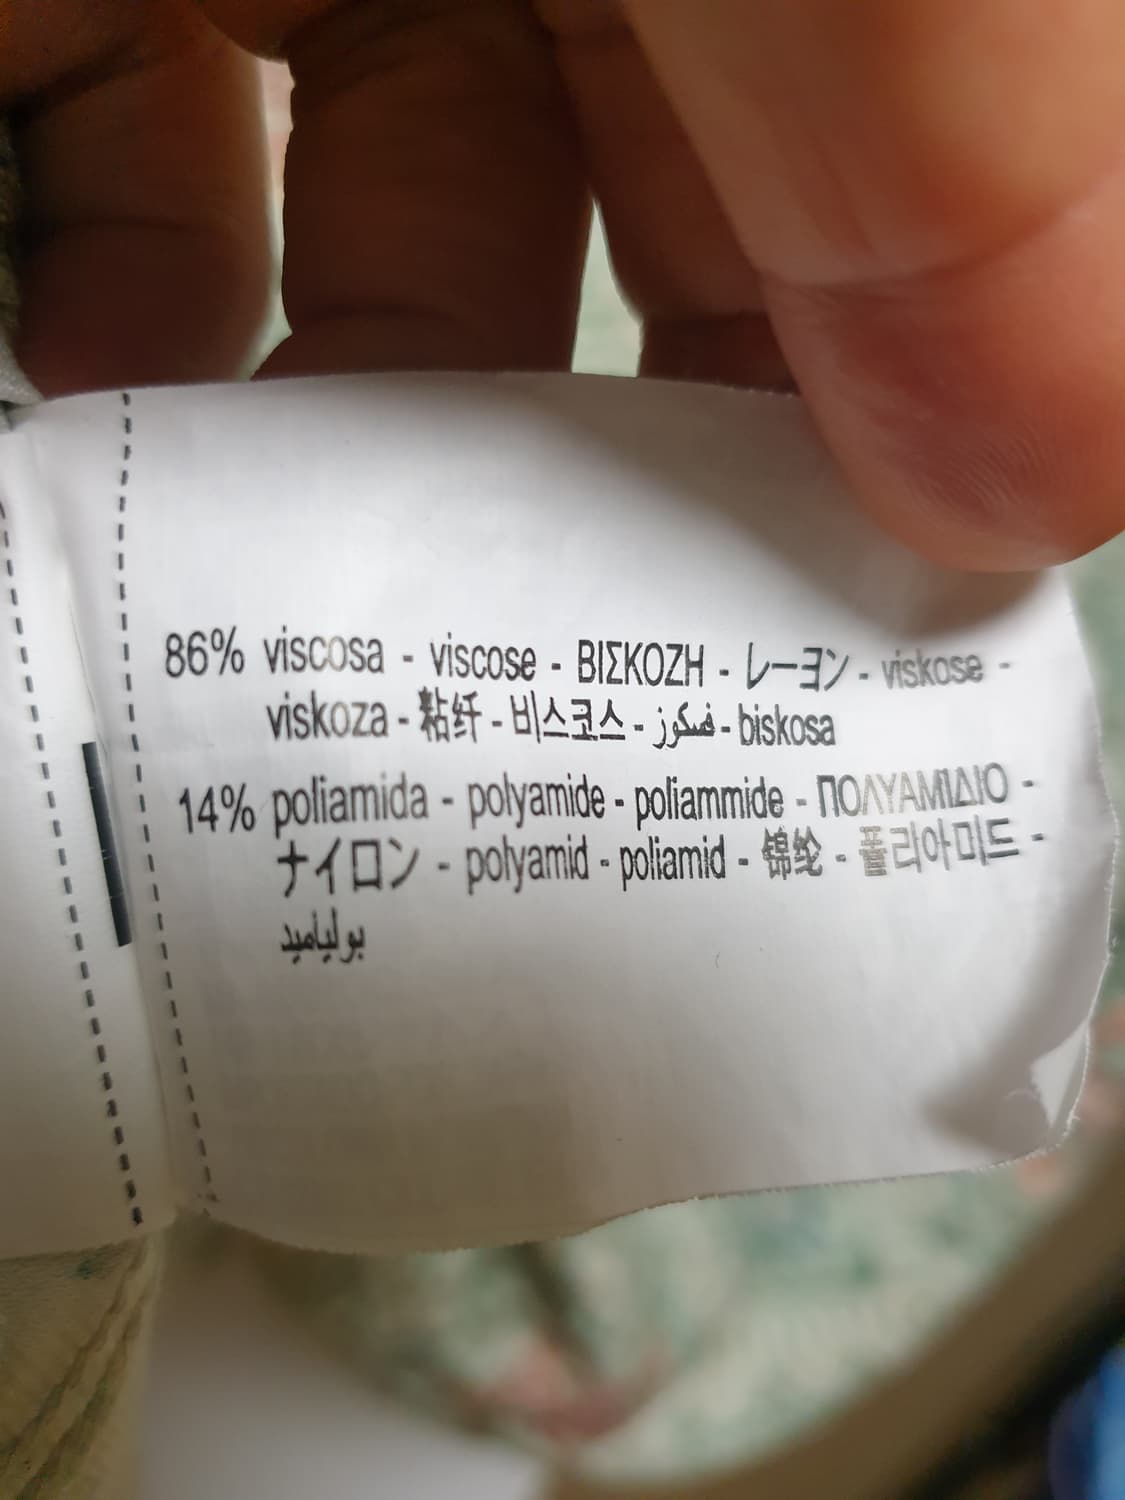 86% viscosa - viscose - ΒΙΣΚΟΖΗ - レーヨン - viskose -
viskoza - 粘纤 - 비스코스 - فسكوز - biskosa
14% poliamida - polyamide - poliammide - ΠΟΛΥΑΜΙΔΙΟ -
ナイロン - polyamid - poliamid - 锦纶 - 폴리아미드 -
بولياميد